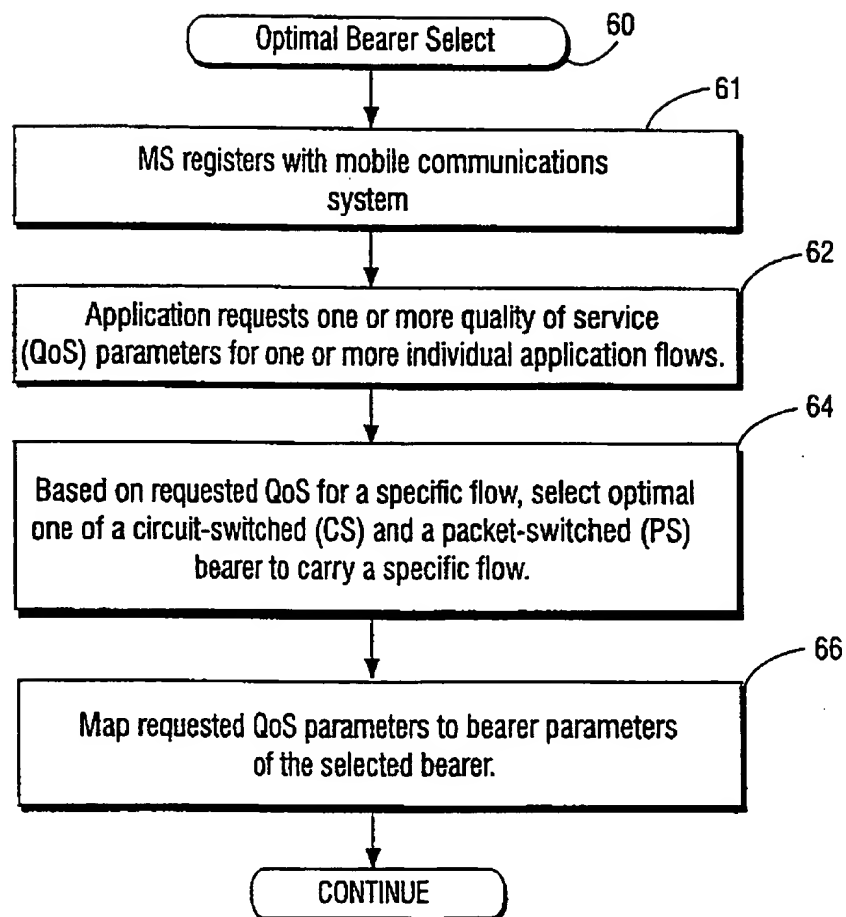 Optimal Bearer Select
60
61
MS registers with mobile communications
system
62
Application requests one or more quality of service
(QoS) parameters for one or more individual application flows.
64
Based on requested QoS for a specific flow, select optimal
one of a circuit-switched (CS) and a packet-switched (PS)
bearer to carry a specific flow.
66
Map requested QoS parameters to bearer parameters
of the selected bearer.
CONTINUE